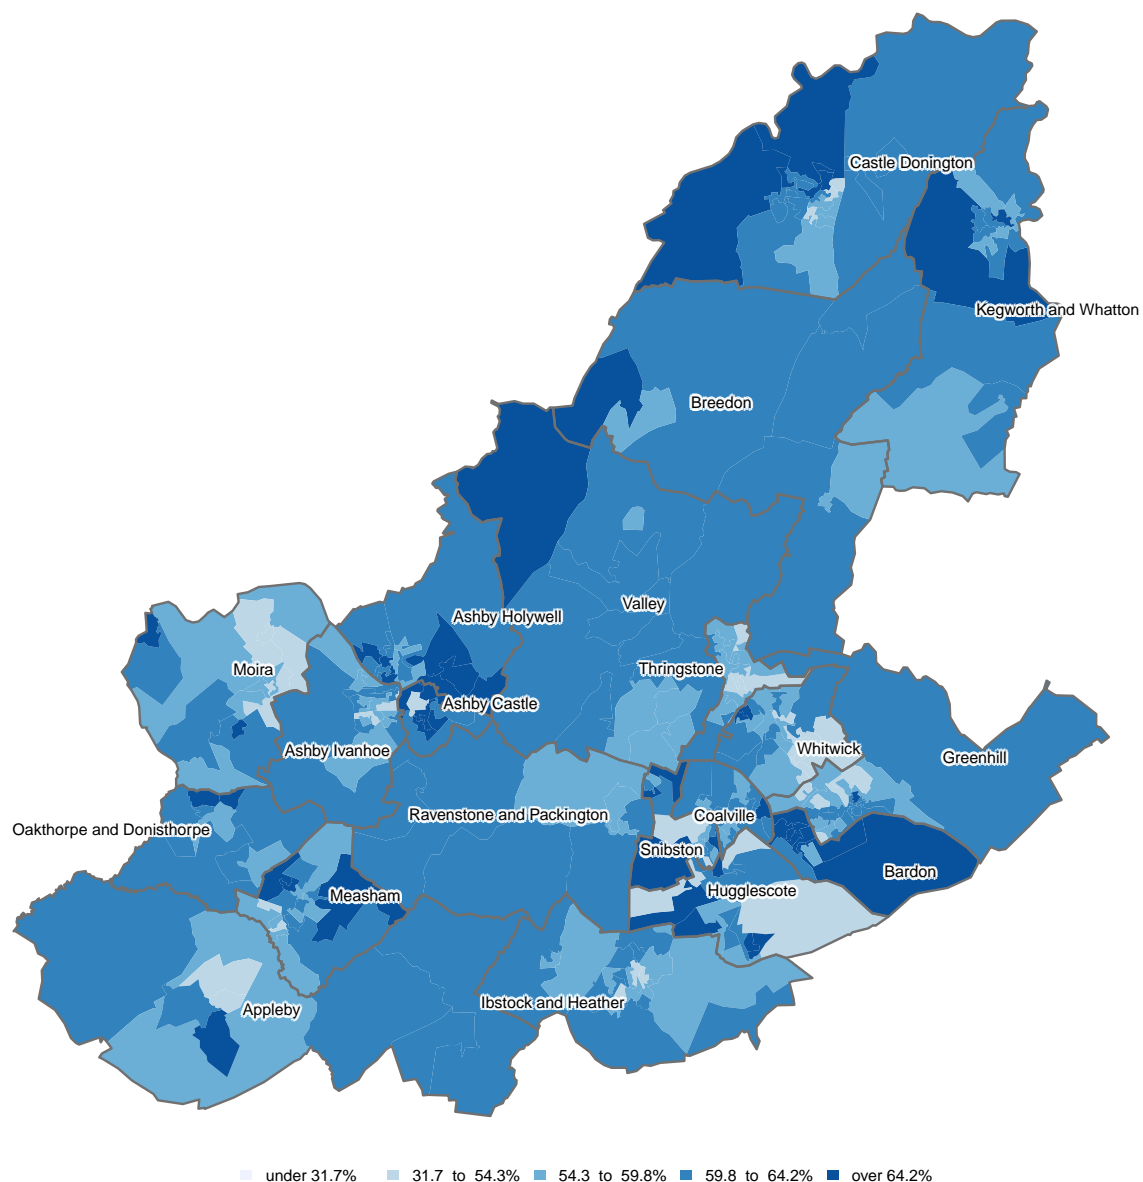 Castle Donington
Kegworth and Whatton
Breedon
Valley
Ashby Holywell
Thringstone
Moira
Ashby Castle
Ashby Ivanhoe
Whitwick
Greenhill
Ravenstone and Packington
Coalville
Oakthorpe and Donisthorpe
Snibston
Bardon
Hugglescote
Measham
Ibstock and Heather
Appleby
under 31.7% 31.7 to 54.3% 54.3 to 59.8% 59.8 to 64.2% over 64.2%